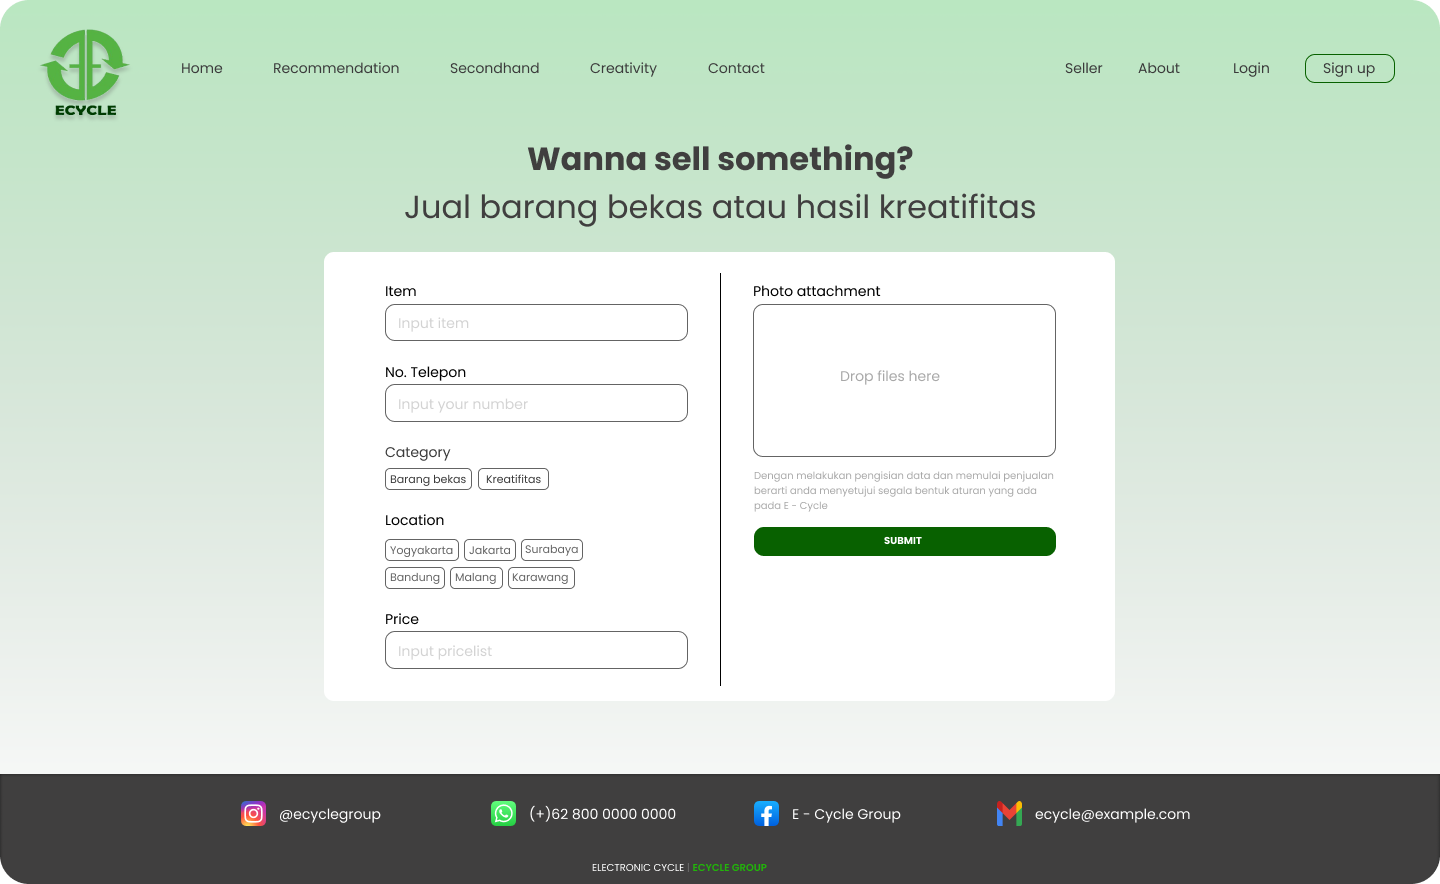 ECYCLE
Home Recommendation Secondhand Creativity Contact Seller About Login Sign up
Wanna sell something?
Jual barang bekas atau hasil kreatifitas
Item
Input item
No. Telepon
Input your number
Category
Barang bekas Kreatifitas
Location
Yogyakarta Jakarta Surabaya
Bandung Malang Karawang
Price
Input pricelist
Photo attachment
Drop files here
Dengan melakukan pengisian data dan memulai penjualan
berarti anda menyetujui segala bentuk aturan yang ada
pada E - Cycle
SUBMIT
@ecyclegroup (+)62 800 0000 0000 E - Cycle Group ecycle@example.com
ELECTRONIC CYCLE | ECYCLE GROUP